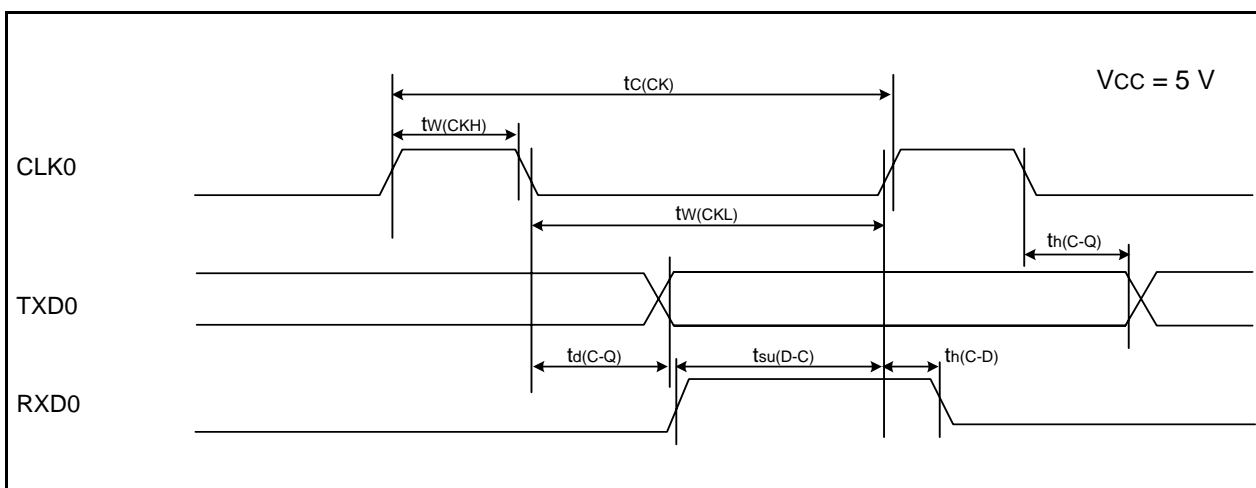 VCC = 5 V
tC(CK)
tW(CKH)
CLK0
tW(CKL)
th(C-Q)
TXD0
td(C-Q)
tsu(D-C)
th(C-D)
RXD0